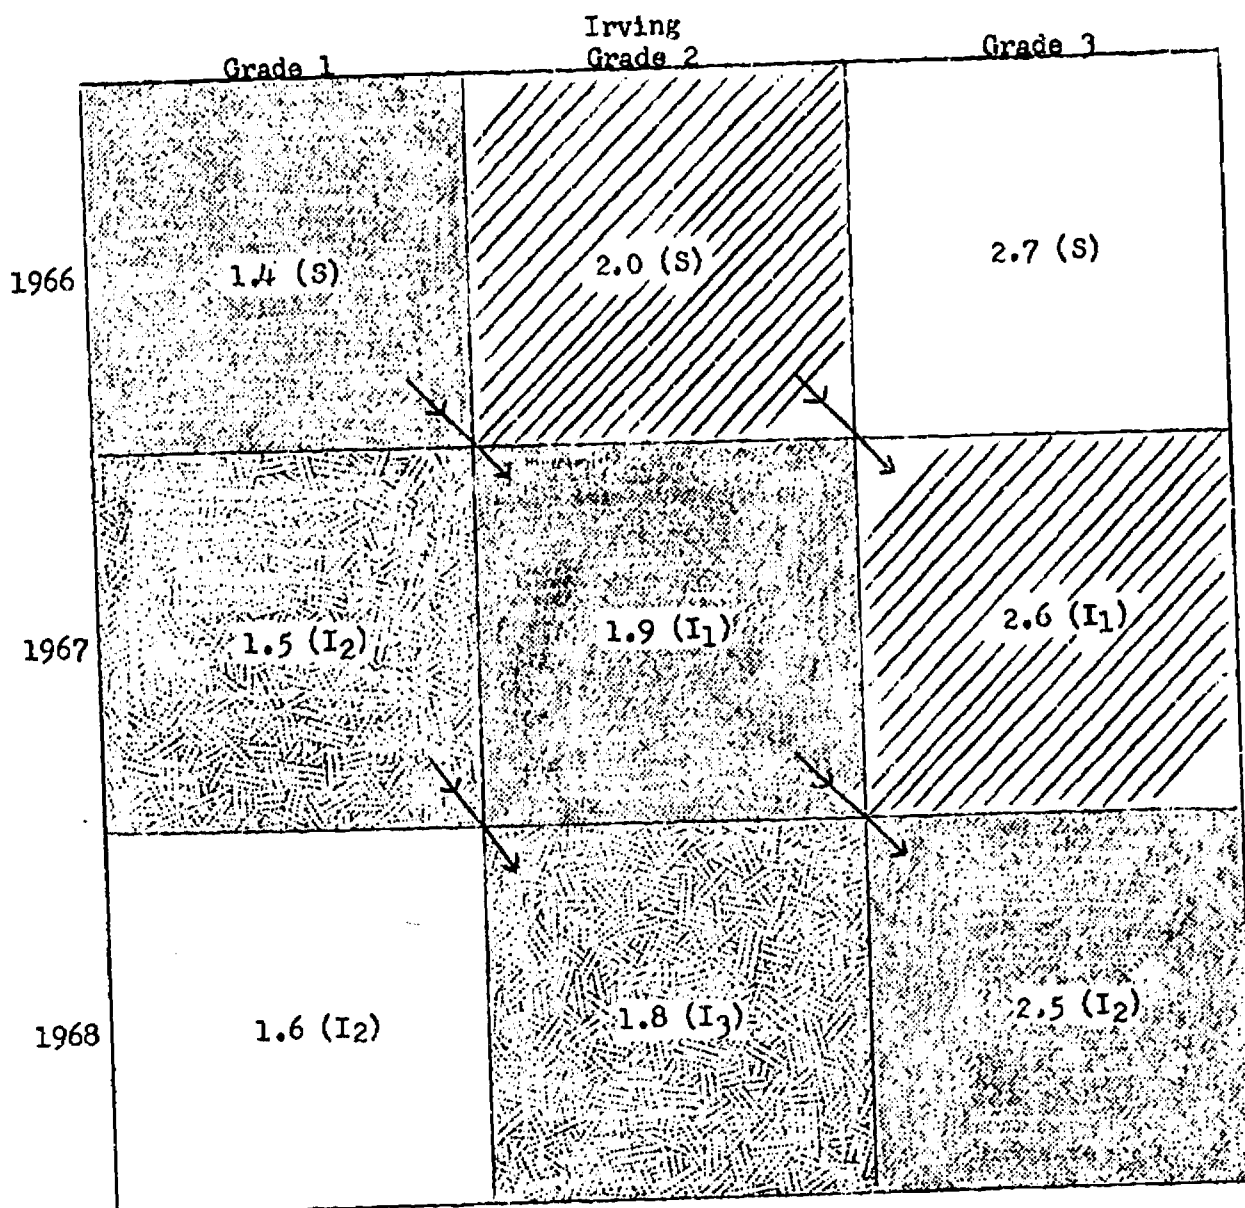 Irving
Grade 1 Grade 2 Grade 3
1966 1.4 (S) 2.0 (S) 2.7 (S)
1967 1.5 (I₂) 1.9 (I₁) 2.6 (I₁)
1968 1.6 (I₂) 1.8 (I₃) 2.5 (I₂)